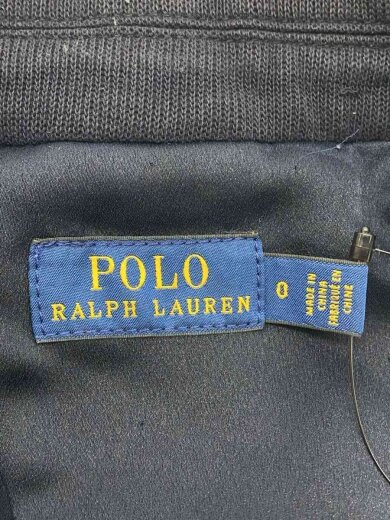 POLO
RALPH LAUREN
0
MADE IN
CHINA
FABRIQUÉ EN
CHINE